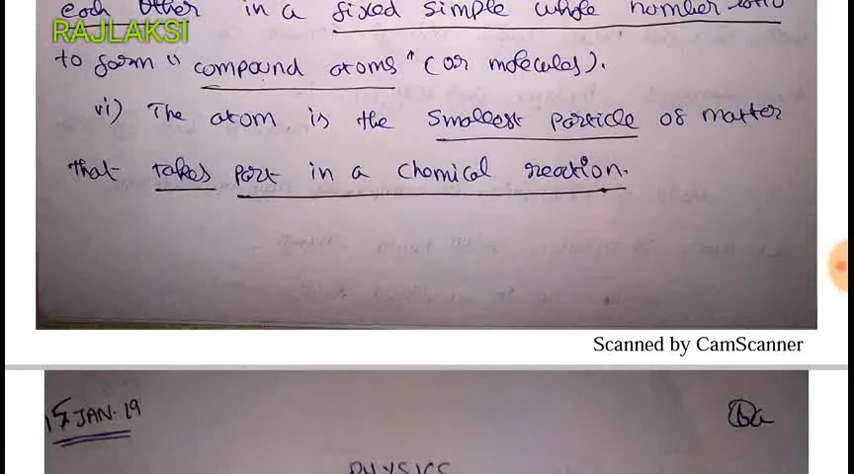 each other in a fixed simple whole number ratio
RAJLAKSI
to form " compound atoms " (or molecules).
vi) The atom is the smallest particle of matter
that takes part in a chemical reaction.
Scanned by CamScanner
17 JAN. 19
PHYSICS